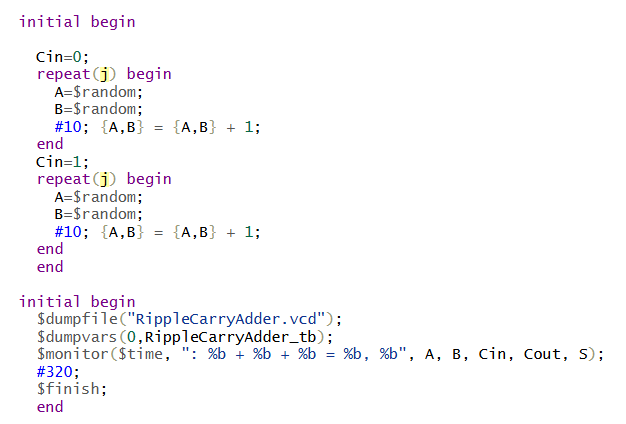 initial begin
Cin=0;
repeat(j) begin
A=$random;
B=$random;
#10; {A,B} = {A,B} + 1;
end
Cin=1;
repeat(j) begin
A=$random;
B=$random;
#10; {A,B} = {A,B} + 1;
end
end
initial begin
$dumpfile("RippleCarryAdder.vcd");
$dumpvars(0,RippleCarryAdder_tb);
$monitor($time, ": %b + %b + %b = %b, %b", A, B, Cin, Cout, S);
#320;
$finish;
end